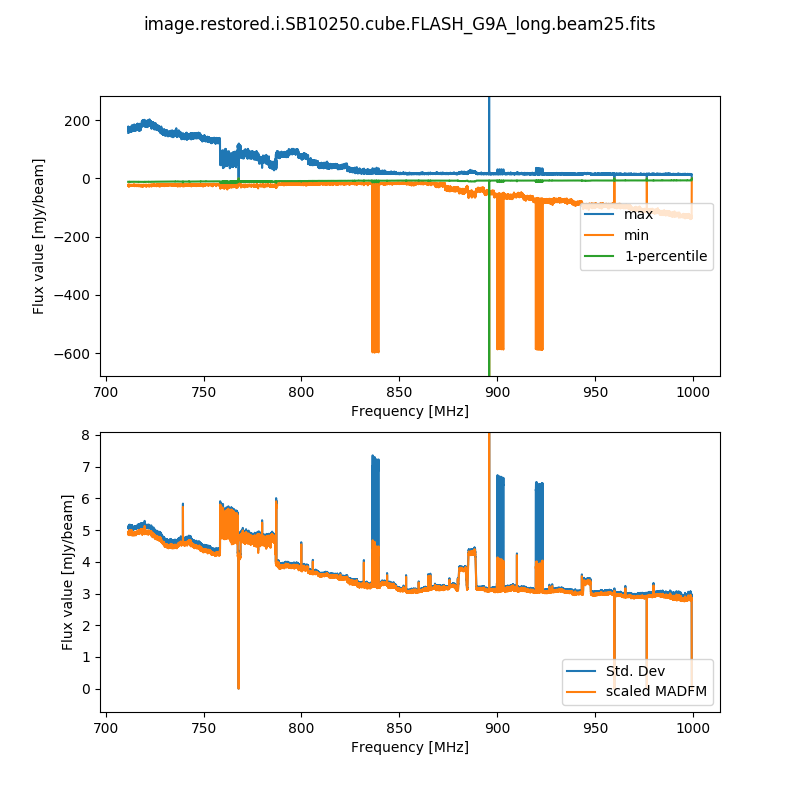 image.restored.i.SB10250.cube.FLASH_G9A_long.beam25.fits
200
0
−200
−400
−600
Flux value [mJy/beam]
max
min
1-percentile
700
750
800
850
900
950
1000
Frequency [MHz]
8
7
6
5
4
3
2
1
0
Flux value [mJy/beam]
Std. Dev
scaled MADFM
700
750
800
850
900
950
1000
Frequency [MHz]